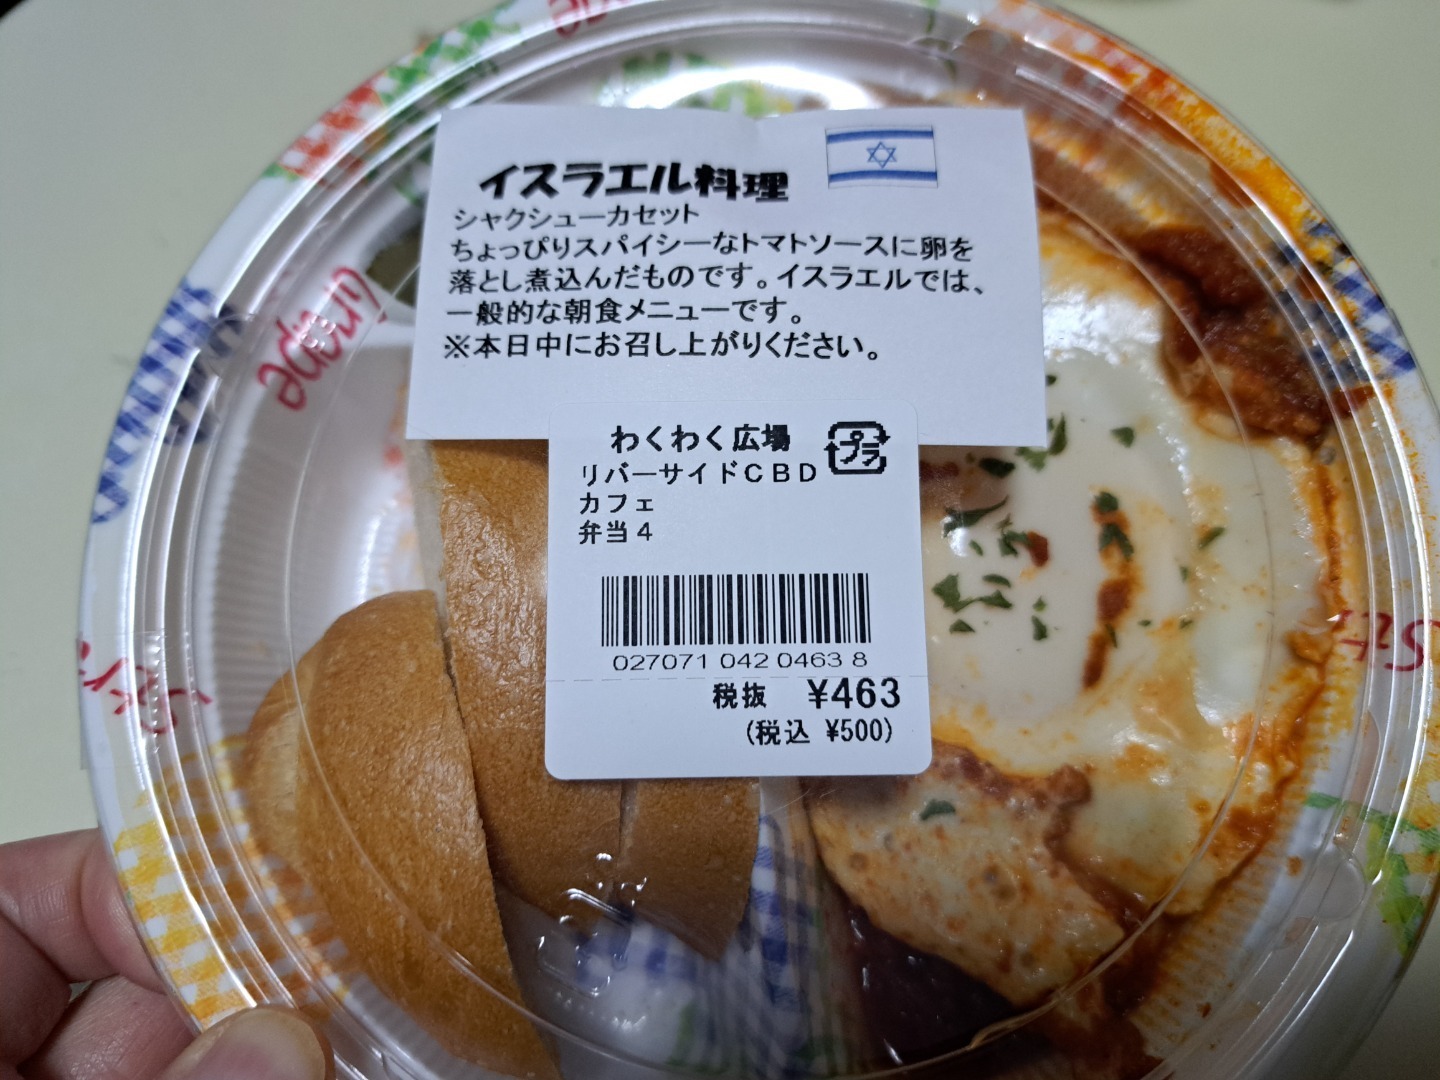 イスラエル料理
シャクシューカセット
ちょっぴりスパイシーなトマトソースに卵を
落とし煮込んだものです。イスラエルでは、
一般的な朝食メニューです。
※本日中にお召し上がりください。
わくわく広場
プラ
リバーサイドCBD
カフェ
弁当4
027071 042 0463 8
税抜 ¥463
(税込 ¥500)